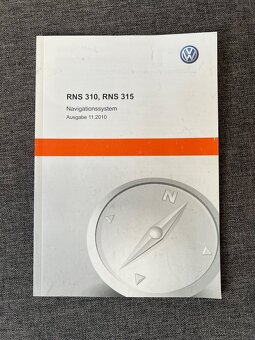 RNS 310, RNS 315
Navigationssystem
Ausgabe 11.2010
N